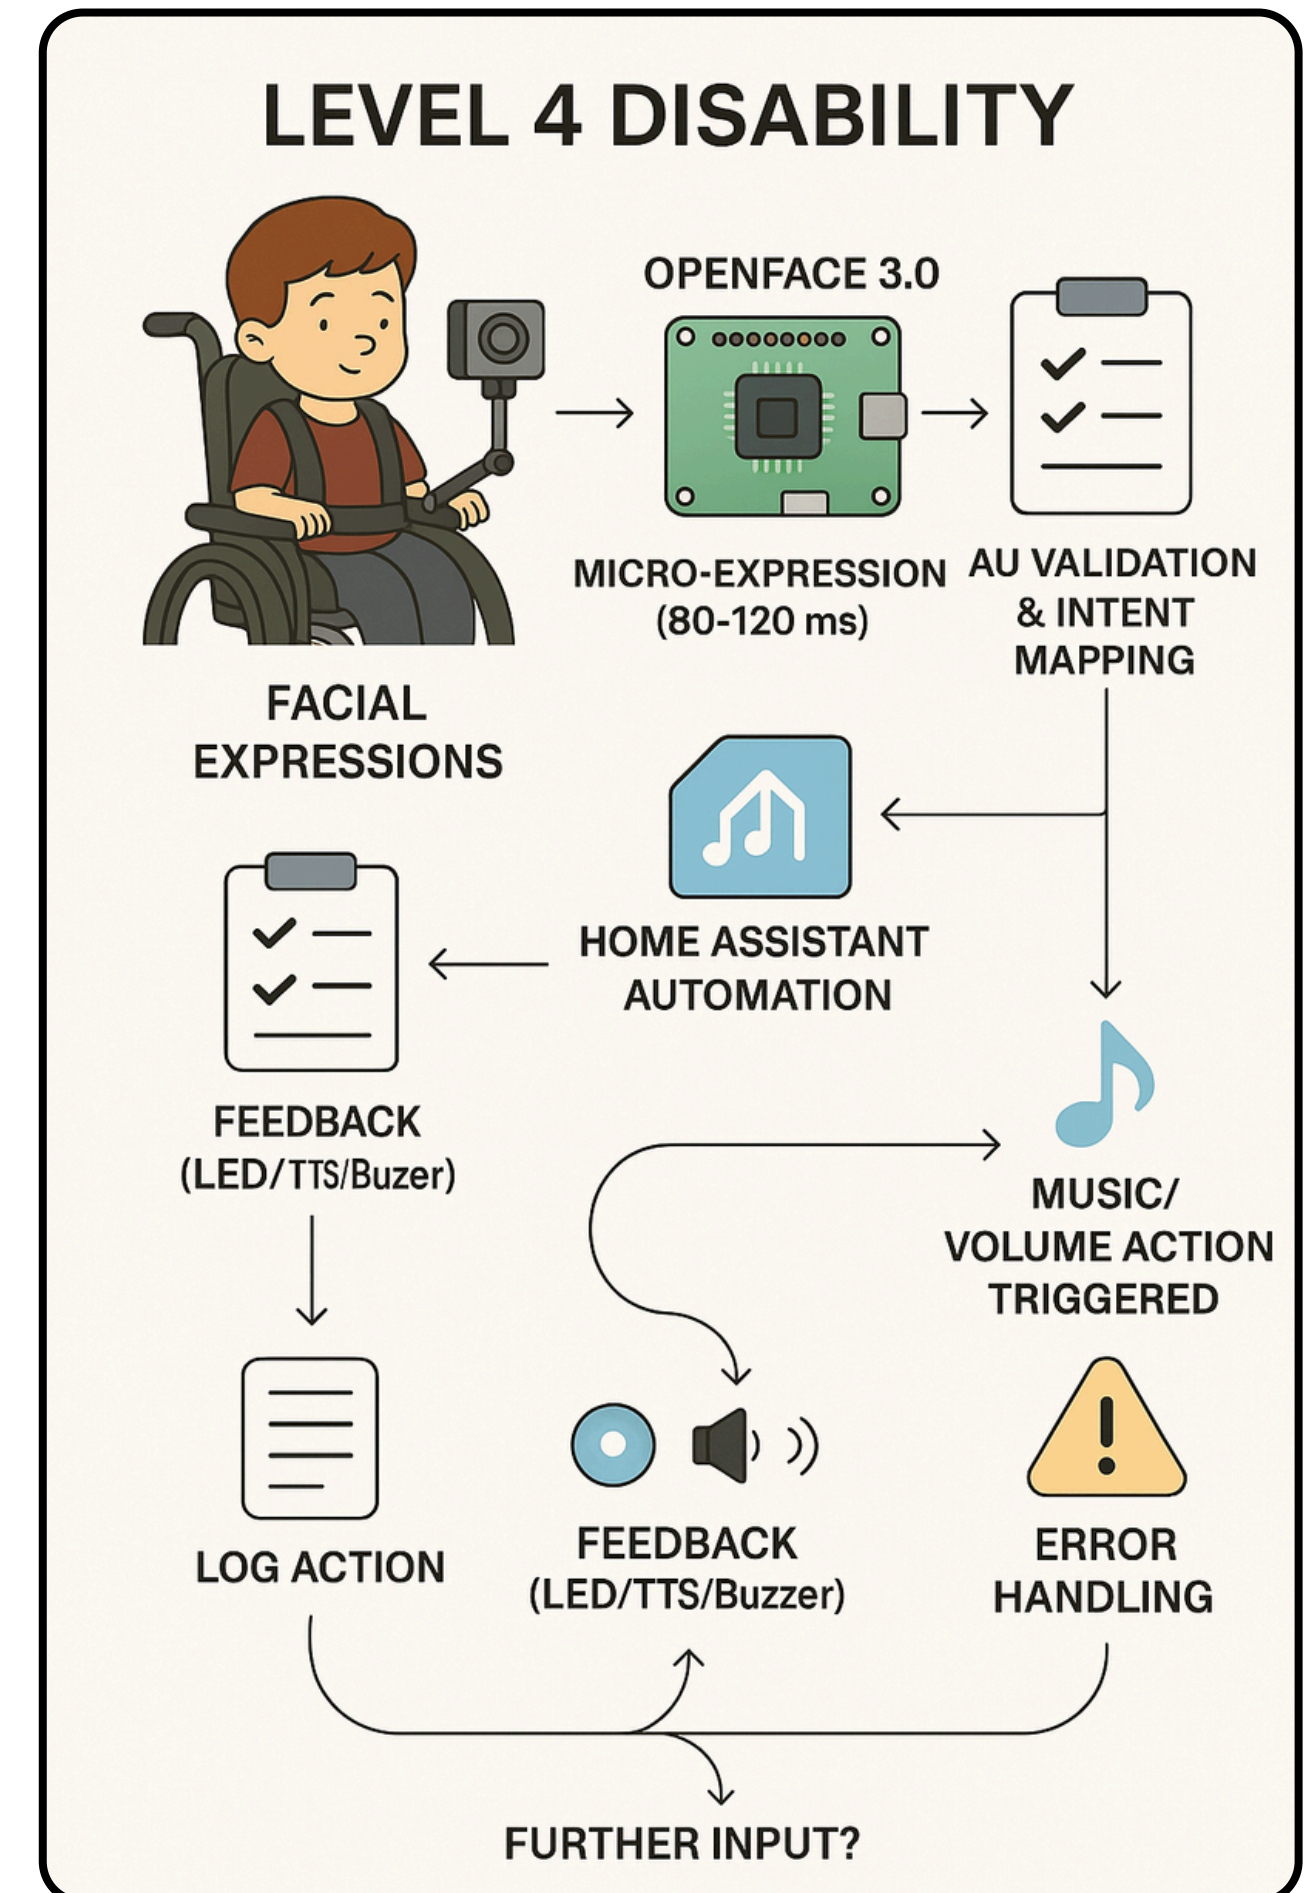 LEVEL 4 DISABILITY
OPENFACE 3.0
MICRO-EXPRESSION
(80-120 ms)
AU VALIDATION
& INTENT
MAPPING
FACIAL
EXPRESSIONS
HOME ASSISTANT
AUTOMATION
FEEDBACK
(LED/TTS/Buzer)
MUSIC/
VOLUME ACTION
TRIGGERED
LOG ACTION
FEEDBACK
(LED/TTS/Buzzer)
ERROR
HANDLING
FURTHER INPUT?